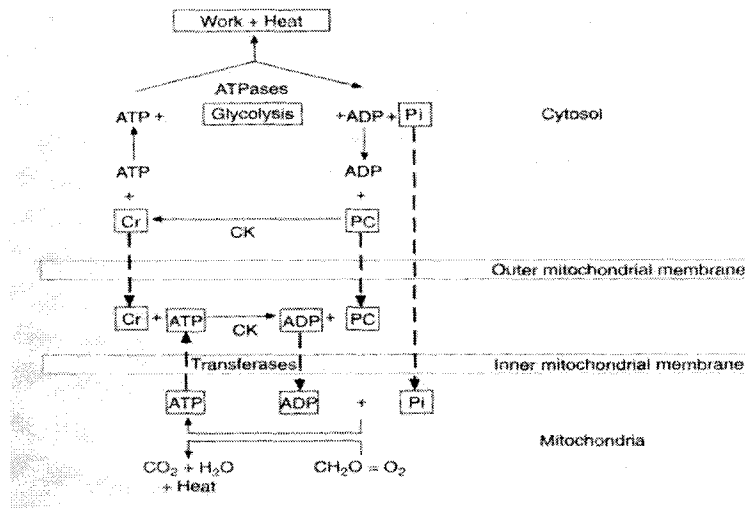 Work + Heat
ATPases
ATP + Glycolysis +ADP + Pi Cytosol
ATP ADP
+ +
Cr CK PC
Outer mitochondrial membrane
Cr + ATP CK ADP + PC
Transferases Inner mitochondrial membrane
ATP ADP + Pi
Mitochondria
CO₂ + H₂O CH₂O = O₂
+ Heat